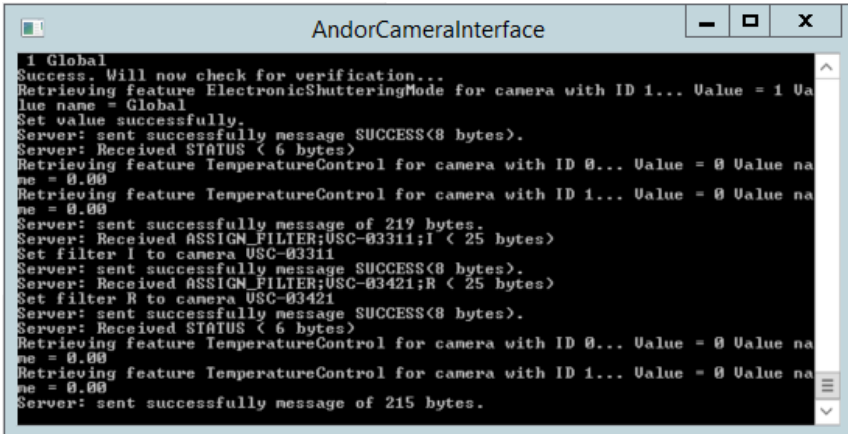 AndorCameraInterface
1 Global
Success. Will now check for verification...
Retrieving feature ElectronicShutteringMode for camera with ID 1... Value = 1 Va
lue name = Global
Set value successfully.
Server: sent successfully message SUCCESS(8 bytes).
Server: Received STATUS ( 6 bytes)
Retrieving feature TemperatureControl for camera with ID 0... Value = 0 Value na
me = 0.00
Retrieving feature TemperatureControl for camera with ID 1... Value = 0 Value na
me = 0.00
Server: sent successfully message of 219 bytes.
Server: Received ASSIGN_FILTER;VSC-03311;I ( 25 bytes)
Set filter I to camera VSC-03311
Server: sent successfully message SUCCESS(8 bytes).
Server: Received ASSIGN_FILTER;VSC-03421;R ( 25 bytes)
Set filter R to camera VSC-03421
Server: sent successfully message SUCCESS(8 bytes).
Server: Received STATUS ( 6 bytes)
Retrieving feature TemperatureControl for camera with ID 0... Value = 0 Value na
me = 0.00
Retrieving feature TemperatureControl for camera with ID 1... Value = 0 Value na
me = 0.00
Server: sent successfully message of 215 bytes.